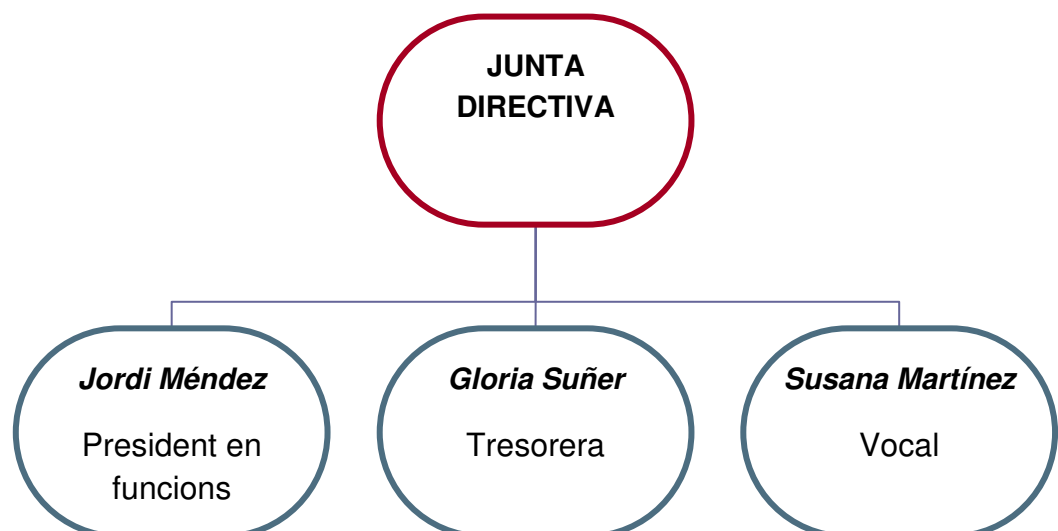 JUNTA
DIRECTIVA
Jordi Méndez
President en
funcions
Gloria Suñer
Tresorera
Susana Martínez
Vocal